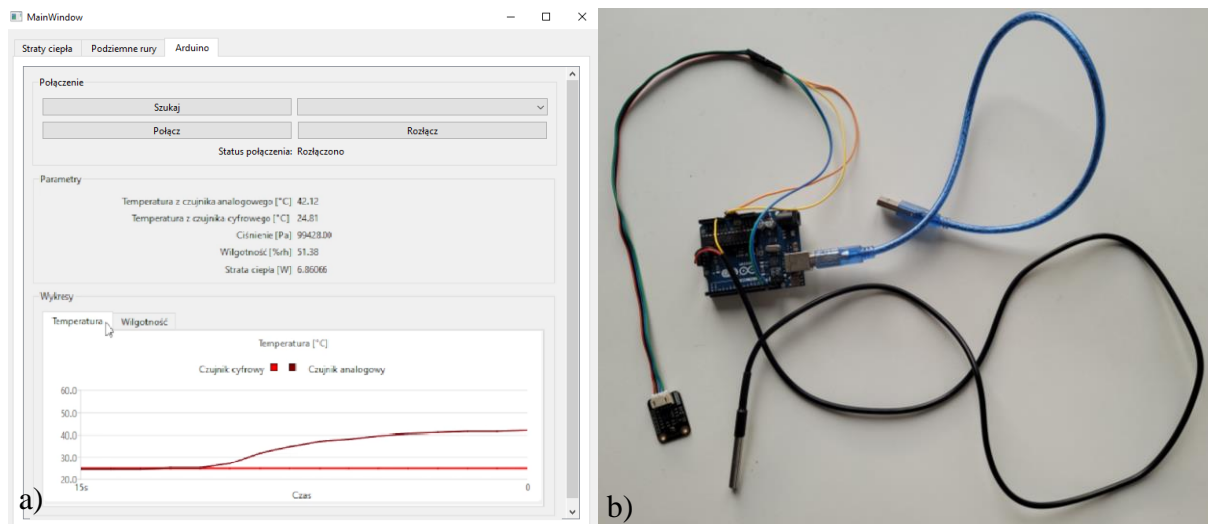 MainWindow
Straty ciepła Podziemne rury Arduino
Połączenie
Szukaj
Połącz Rozłącz
Status połączenia: Rozłączono
Parametry
Temperatura z czujnika analogowego [°C] 42.12
Temperatura z czujnika cyfrowego [°C] 24.81
Ciśnienie [Pa] 99428.00
Wilgotność [%rh] 51.38
Strata ciepła [W] 6.86066
Wykresy
Temperatura Wilgotność
Temperatura [°C]
Czujnik cyfrowy Czujnik analogowy
60.0
50.0
40.0
30.0
20.0
15s 0
Czas
a)
b)